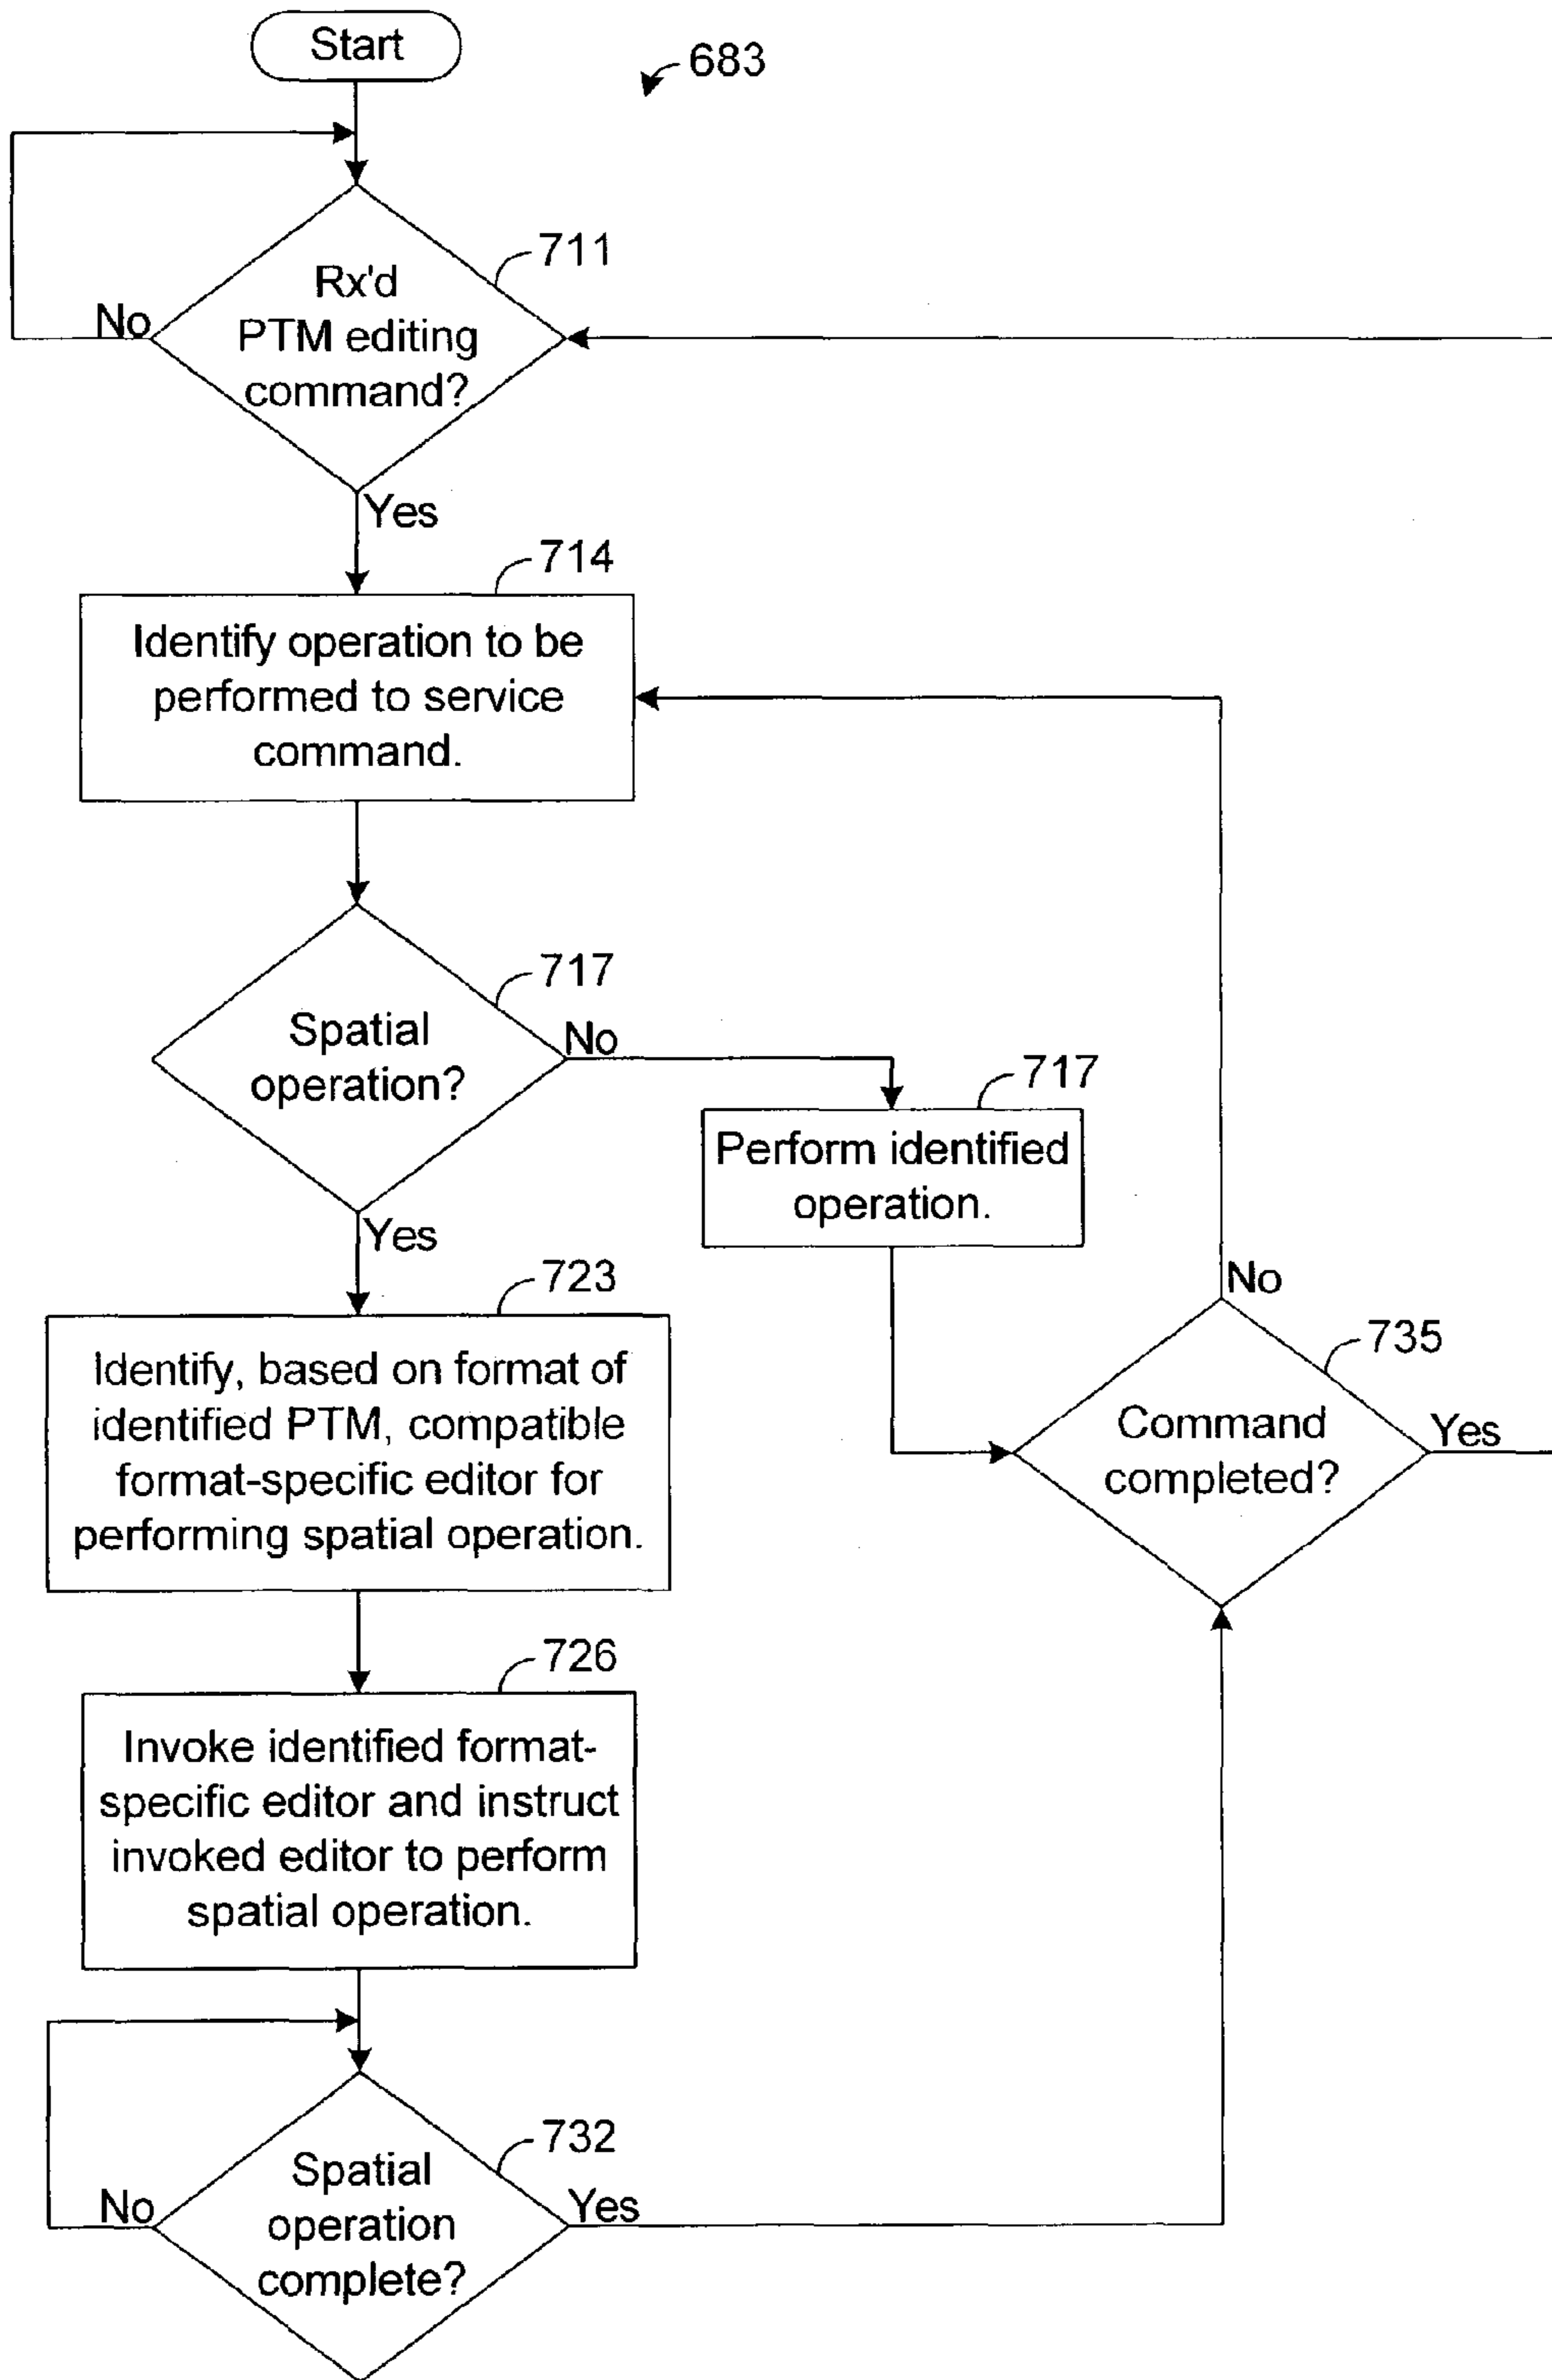 Start
683
711
Rx'd
PTM editing
command?
No
Yes
714
Identify operation to be
performed to service
command.
717
Spatial
operation?
No
717
Perform identified
operation.
Yes
723
Identify, based on format of
identified PTM, compatible
format-specific editor for
performing spatial operation.
No
735
Command
completed?
Yes
726
Invoke identified format-
specific editor and instruct
invoked editor to perform
spatial operation.
732
Spatial
operation
complete?
No
Yes